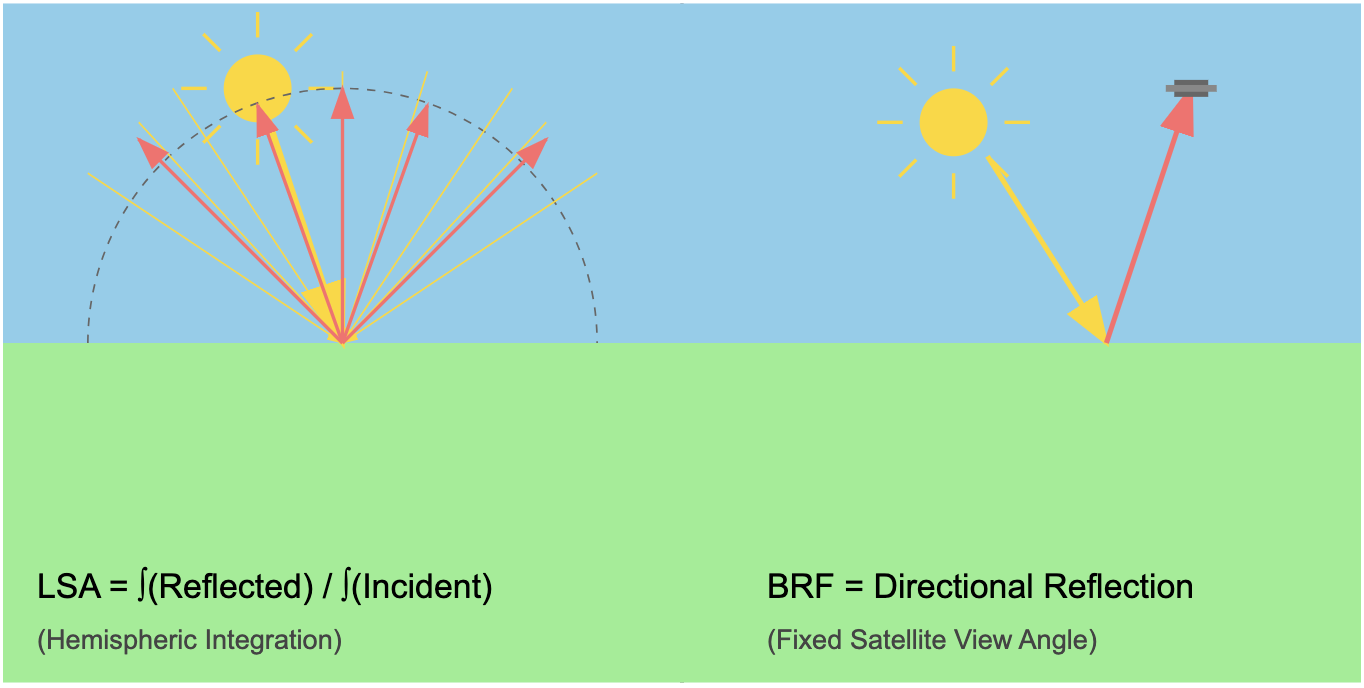 LSA = ∫(Reflected) / ∫(Incident)
(Hemispheric Integration)
BRF = Directional Reflection
(Fixed Satellite View Angle)